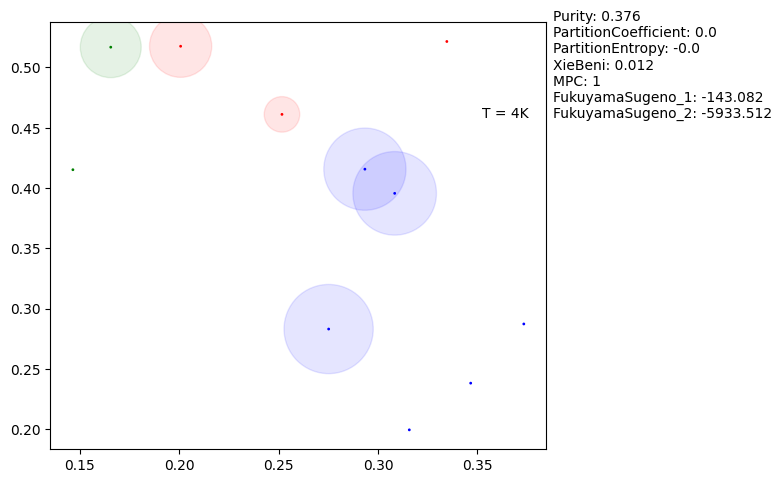 Purity: 0.376
PartitionCoefficient: 0.0
PartitionEntropy: -0.0
XieBeni: 0.012
MPC: 1
FukuyamaSugeno_1: -143.082
FukuyamaSugeno_2: -5933.512
T = 4K
0.50
0.45
0.40
0.35
0.30
0.25
0.20
0.15 0.20 0.25 0.30 0.35